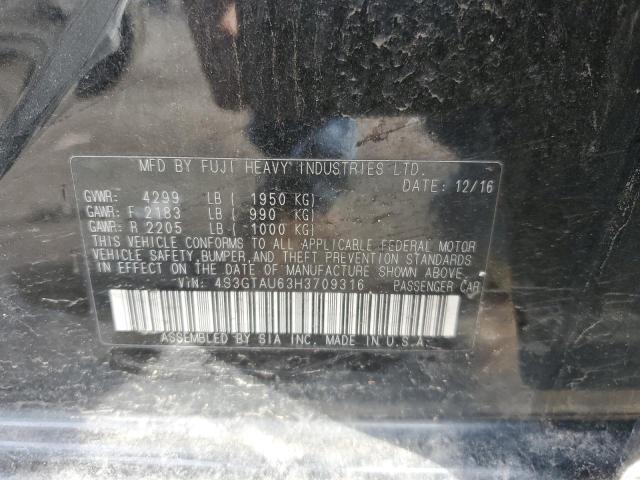 MFD BY FUJI HEAVY INDUSTRIES LTD.
DATE: 12/16
GVWR: 4299 LB ( 1950 KG)
GAWR: F 2183 LB ( 990 KG)
GAWR: R 2205 LB ( 1000 KG)
THIS VEHICLE CONFORMS TO ALL APPLICABLE FEDERAL MOTOR
VEHICLE SAFETY, BUMPER, AND THEFT PREVENTION STANDARDS
IN EFFECT ON THE DATE OF MANUFACTURE SHOWN ABOVE.
VIN: 4S3GTAU63H3709316 PASSENGER CAR
ASSEMBLED BY SIA INC. MADE IN U.S.A.